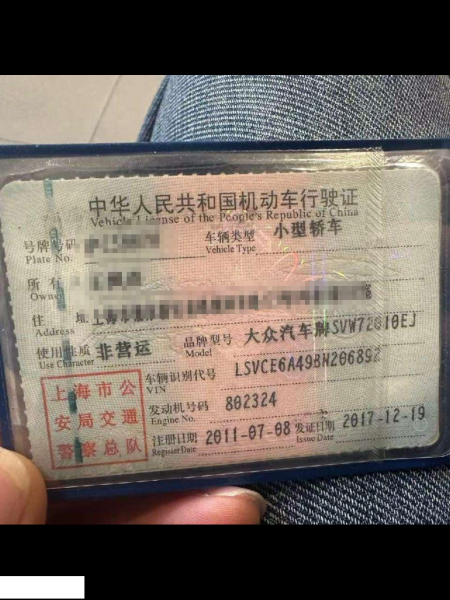 中华人民共和国机动车行驶证
Vehicle License of the People's Republic of China
号牌号码 车辆类型 小型轿车
Plate No. Vehicle Type
所有
Owner
住 址 上海市
Address
使用性质 非营运 品牌型号 大众汽车牌SVW72010EJ
Use Character Model
车辆识别代号 LSVCE6A49BN206892
VIN
发动机号码 802324
Engine No.
注册日期 2011-07-08 发证日期 2017-12-19
Register Date Issue Date
上海市公
安局交通
警察总队